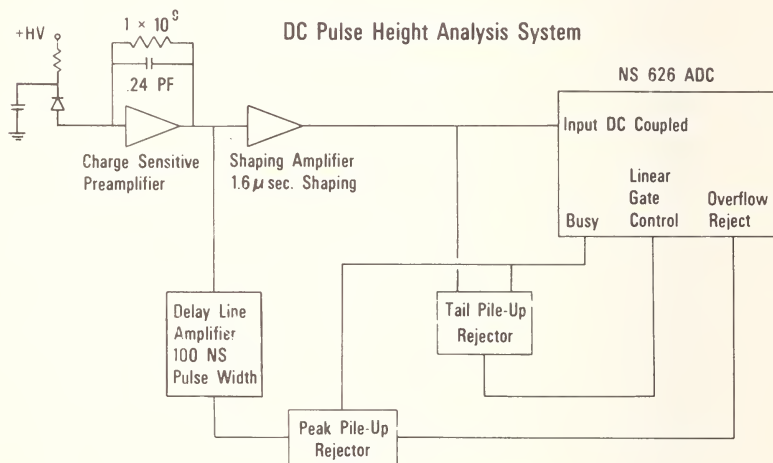 DC Pulse Height Analysis System
+HV
1 × 10⁹
.24 PF
Charge Sensitive
Preamplifier
Shaping Amplifier
1.6 μsec. Shaping
NS 626 ADC
Input DC Coupled
Linear
Gate
Control
Busy
Overflow
Reject
Delay Line
Amplifier
100 NS
Pulse Width
Tail Pile-Up
Rejector
Peak Pile-Up
Rejector